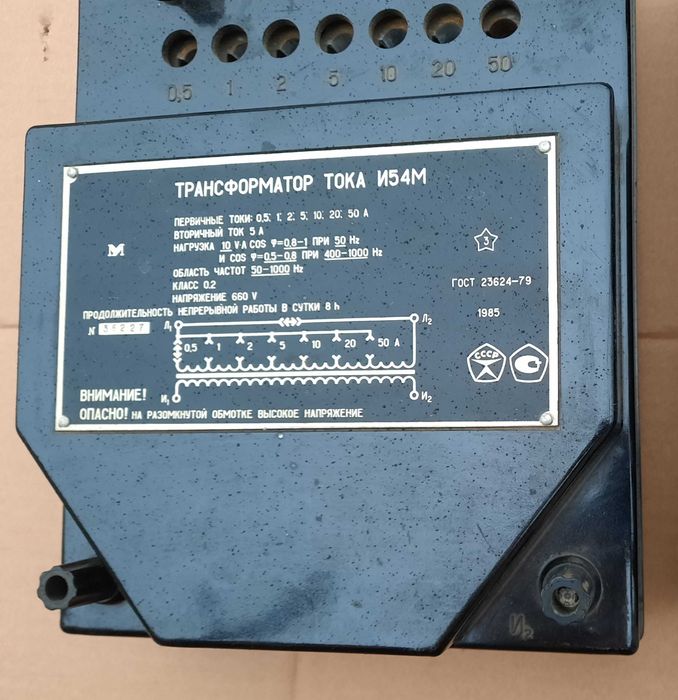 0,5 1 2 5 10 20 50
ТРАНСФОРМАТОР ТОКА И54М
ПЕРВИЧНЫЕ ТОКИ: 0,5; 1; 2; 5; 10; 20; 50 А
ВТОРИЧНЫЙ ТОК 5 А
НАГРУЗКА 10 V·A COS φ=0,8-1 ПРИ 50 Hz
И COS φ=0,5-0,8 ПРИ 400-1000 Hz
ОБЛАСТЬ ЧАСТОТ 50-1000 Hz
КЛАСС 0.2
НАПРЯЖЕНИЕ 660 V
ПРОДОЛЖИТЕЛЬНОСТЬ НЕПРЕРЫВНОЙ РАБОТЫ В СУТКИ 8 h
М
3
ГОСТ 23624-79
1985
N 36227
Л1 Л2
0,5 1 2 5 10 20 50 А
И1 И2
СССР
ВНИМАНИЕ!
ОПАСНО! НА РАЗОМКНУТОЙ ОБМОТКЕ ВЫСОКОЕ НАПРЯЖЕНИЕ
И2